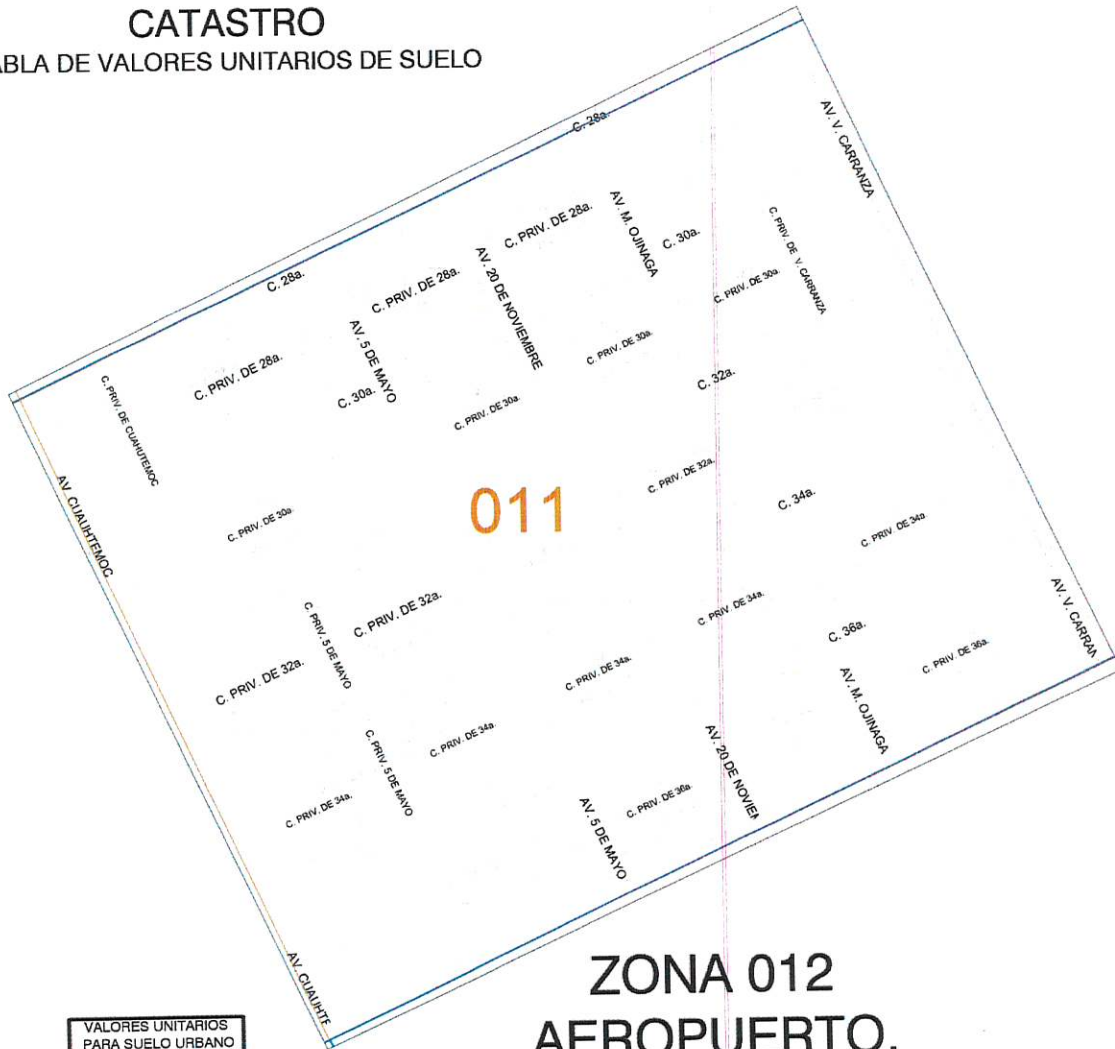 CATASTRO
ABLA DE VALORES UNITARIOS DE SUELO
C. 28a.
AV. V. CARRANZA
C. PRIV. DE 28a.
AV. M. OJINAGA
C. 30a.
C. PRIV. DE V. CARRANZA
C. 28a.
C. PRIV. DE 28a.
AV. 20 DE NOVIEMBRE
C. PRIV. DE 30a.
AV. 5 DE MAYO
C. PRIV. DE 30a.
C. PRIV. DE 28a.
C. PRIV. DE CUAHUTEMOC
C. 30a.
C. PRIV. DE 30a.
C. 32a.
AV. CUAUHTEMOC
011
C. PRIV. DE 32a.
C. 34a.
C. PRIV. DE 30a.
C. PRIV. DE 34a.
C. PRIV. DE 32a.
C. PRIV. 5 DE MAYO
C. PRIV. DE 34a.
AV. V. CARRAN
C. 36a.
C. PRIV. DE 32a.
C. PRIV. DE 34a.
C. PRIV. DE 36a.
AV. M. OJINAGA
C. PRIV. 5 DE MAYO
C. PRIV. DE 34a.
AV. 20 DE NOVIEM
C. PRIV. DE 34a.
AV. 5 DE MAYO
C. PRIV. DE 36a.
AV. CUAUHTE
ZONA 012
AEROPUERTO.
VALORES UNITARIOS
PARA SUELO URBANO